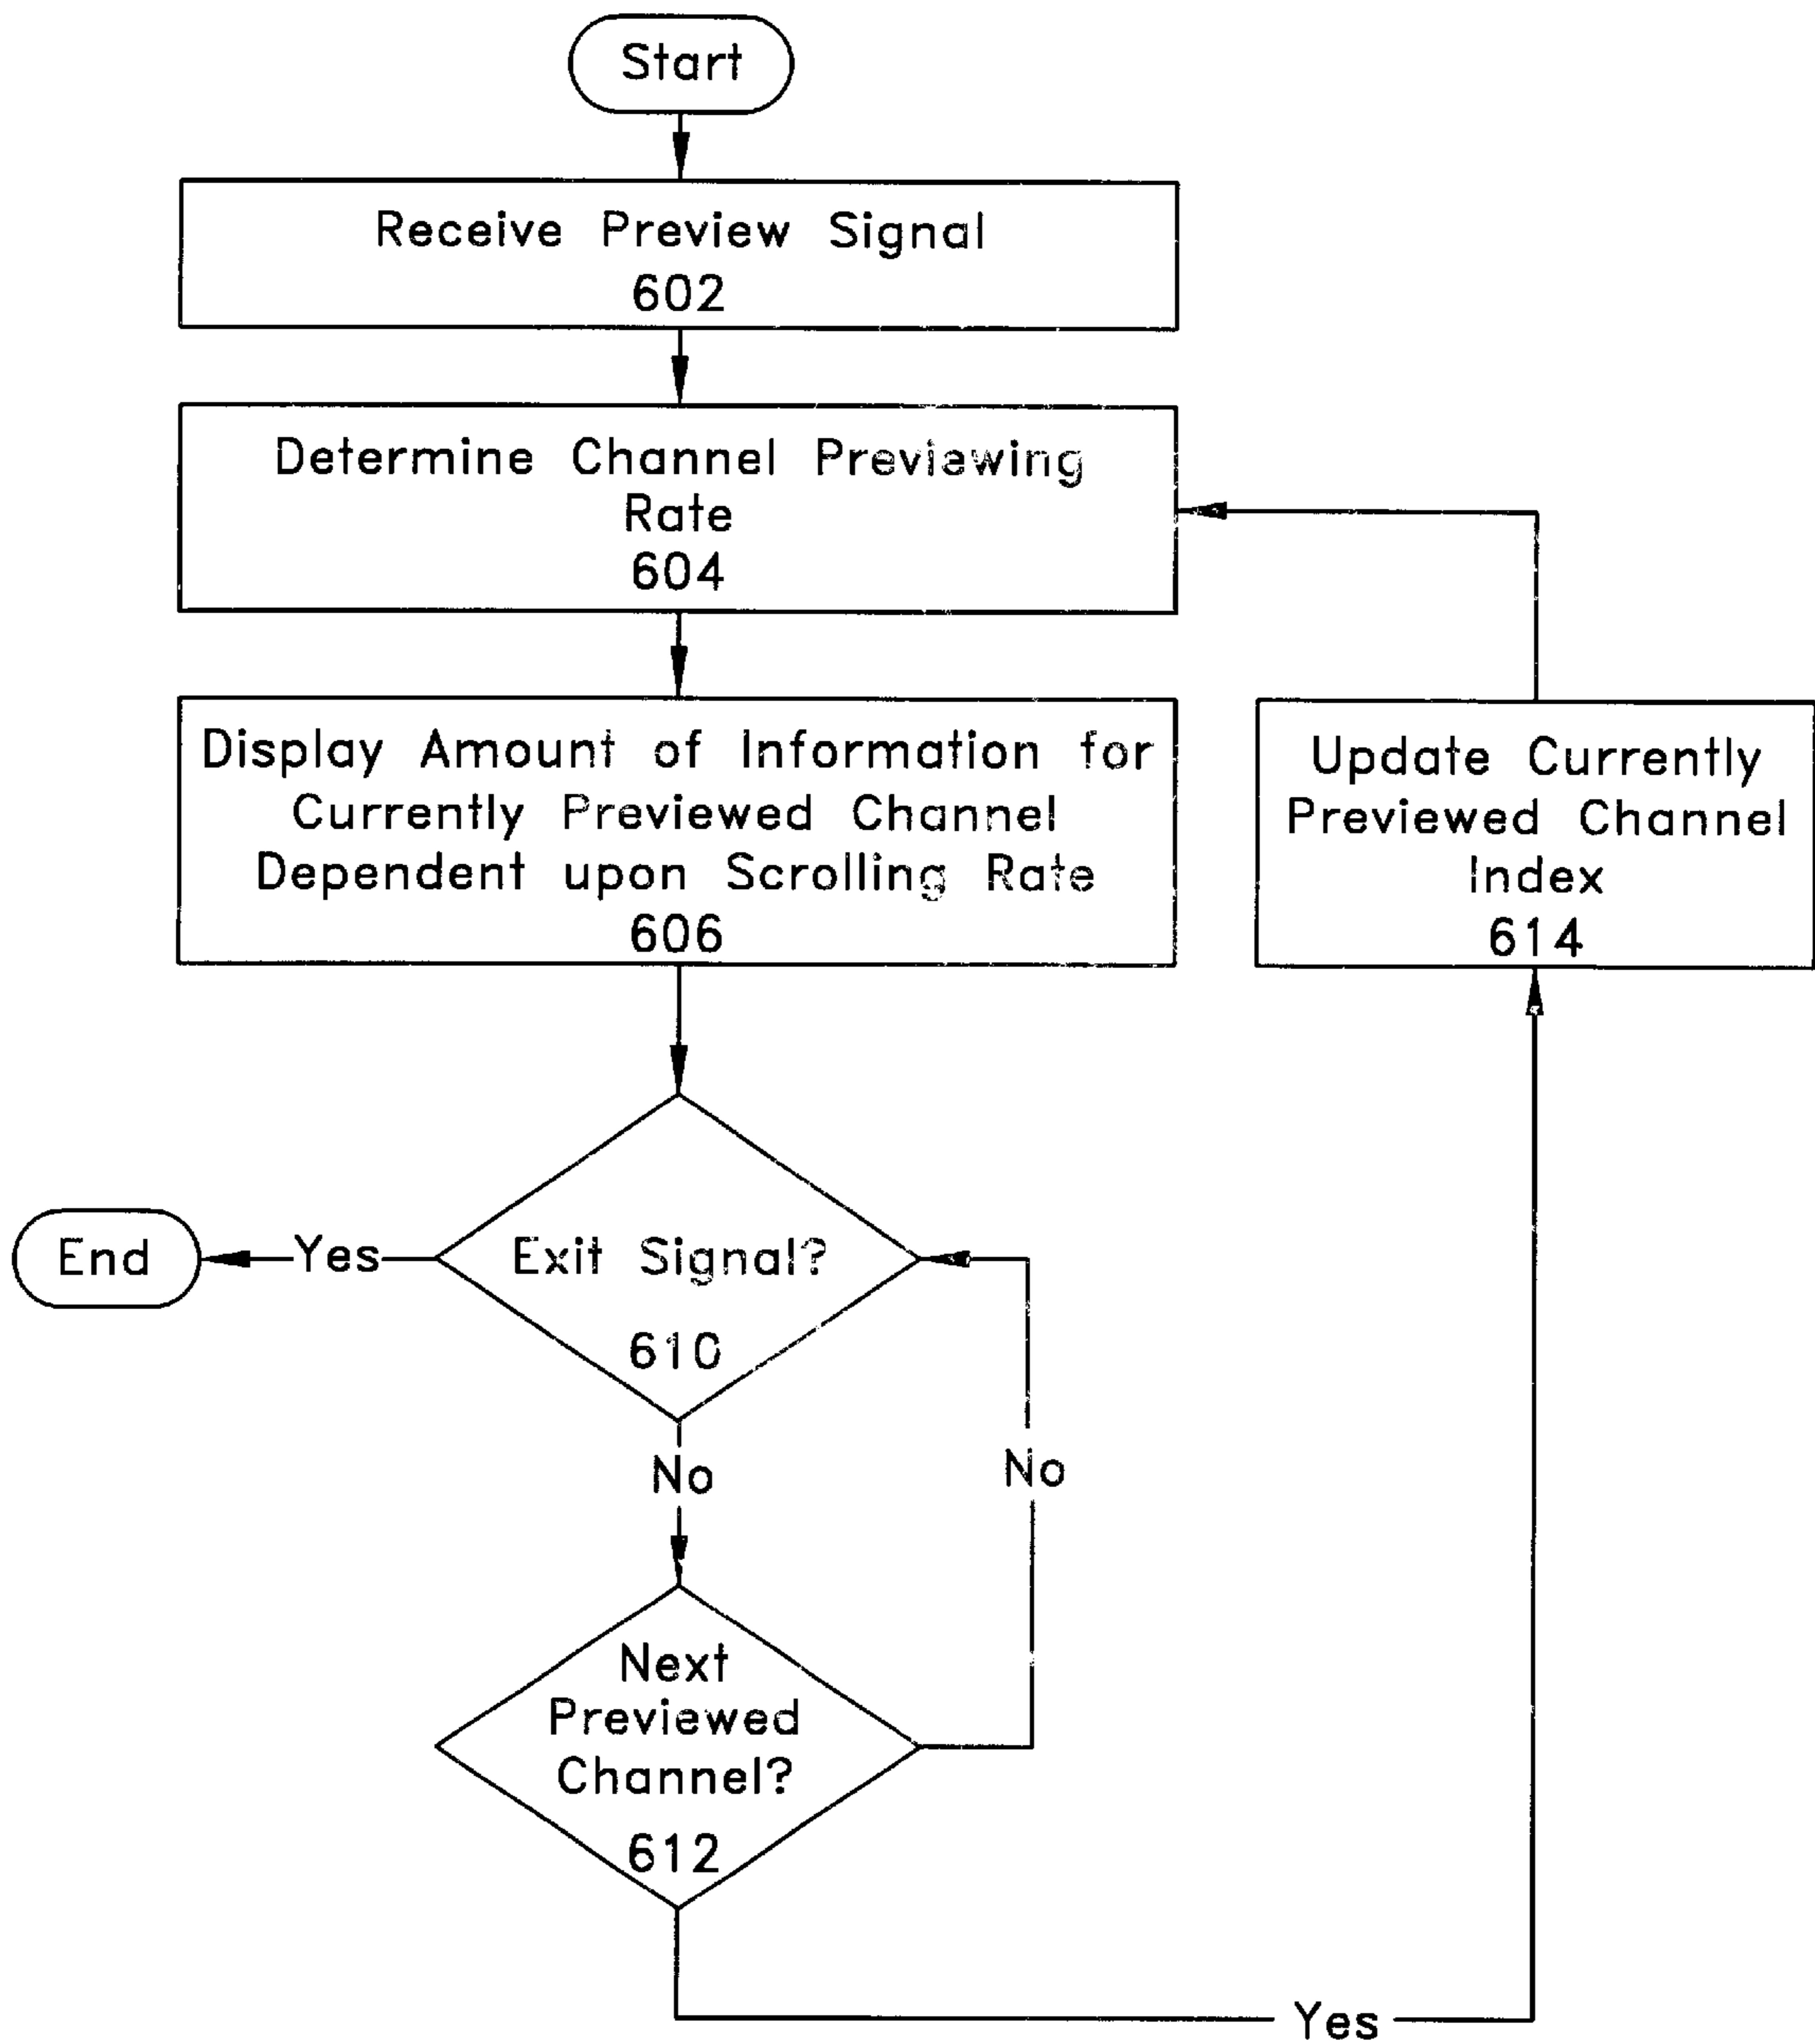 Start
Receive Preview Signal
602
Determine Channel Previewing
Rate
604
Display Amount of Information for
Currently Previewed Channel
Dependent upon Scrolling Rate
606
Update Currently
Previewed Channel
Index
614
End
Yes
Exit Signal?
610
No
No
Next
Previewed
Channel?
612
Yes